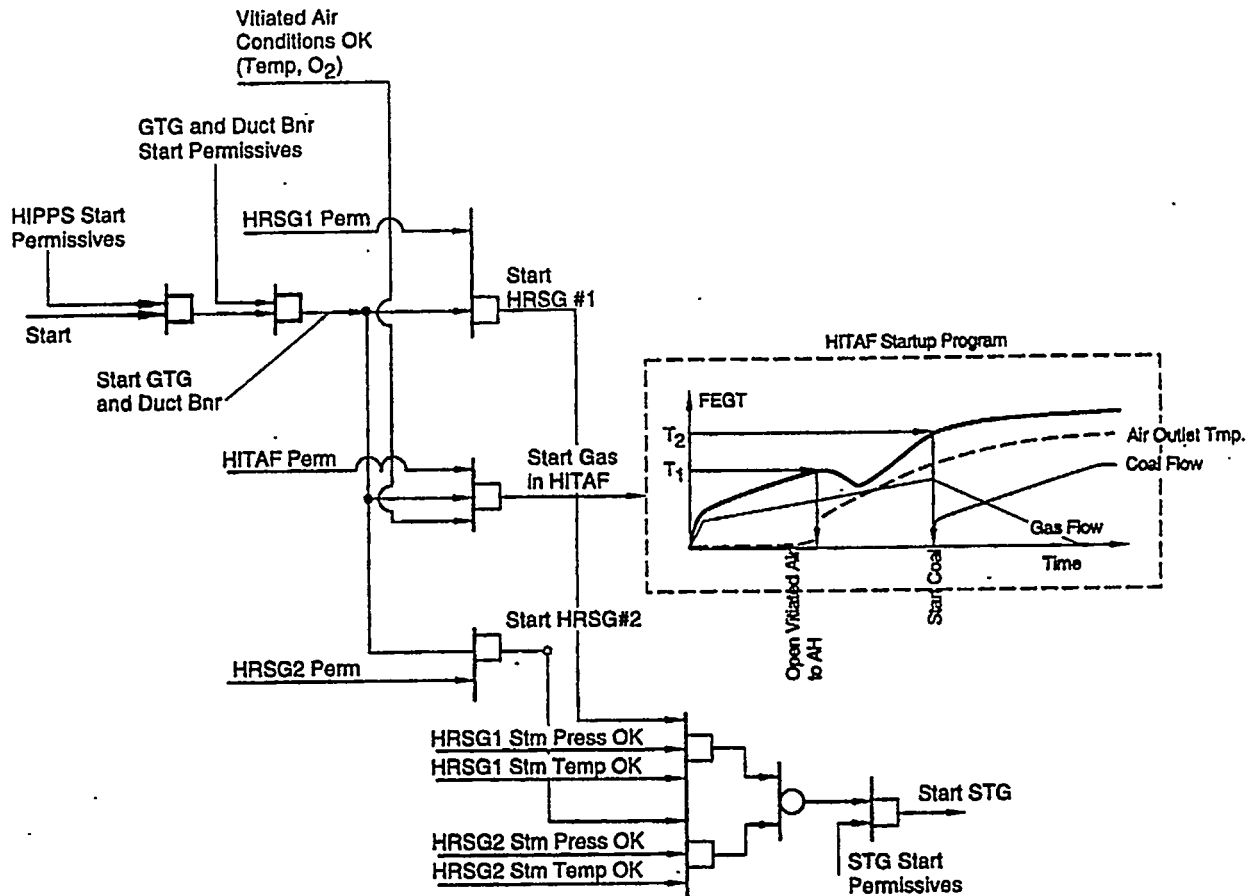 Vitiated Air
Conditions OK
(Temp, O2)
GTG and Duct Bnr
Start Permissives
HIPPS Start
Permissives
HRSG1 Perm
Start
HRSG #1
Start
Start GTG
and Duct Bnr
HITAF Startup Program
FEGT
T2
Air Outlet Tmp.
HITAF Perm
Start Gas
in HITAF
T1
Coal Flow
Gas Flow
Time
Open Vitiated Air
to AH
Start Coal
Start HRSG#2
HRSG2 Perm
HRSG1 Stm Press OK
HRSG1 Stm Temp OK
Start STG
HRSG2 Stm Press OK
HRSG2 Stm Temp OK
STG Start
Permissives